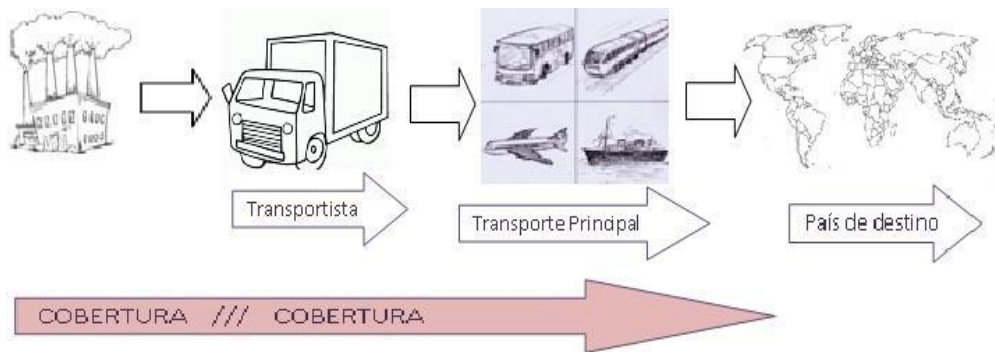 Transportista
Transporte Principal
País de destino
COBERTURA /// COBERTURA